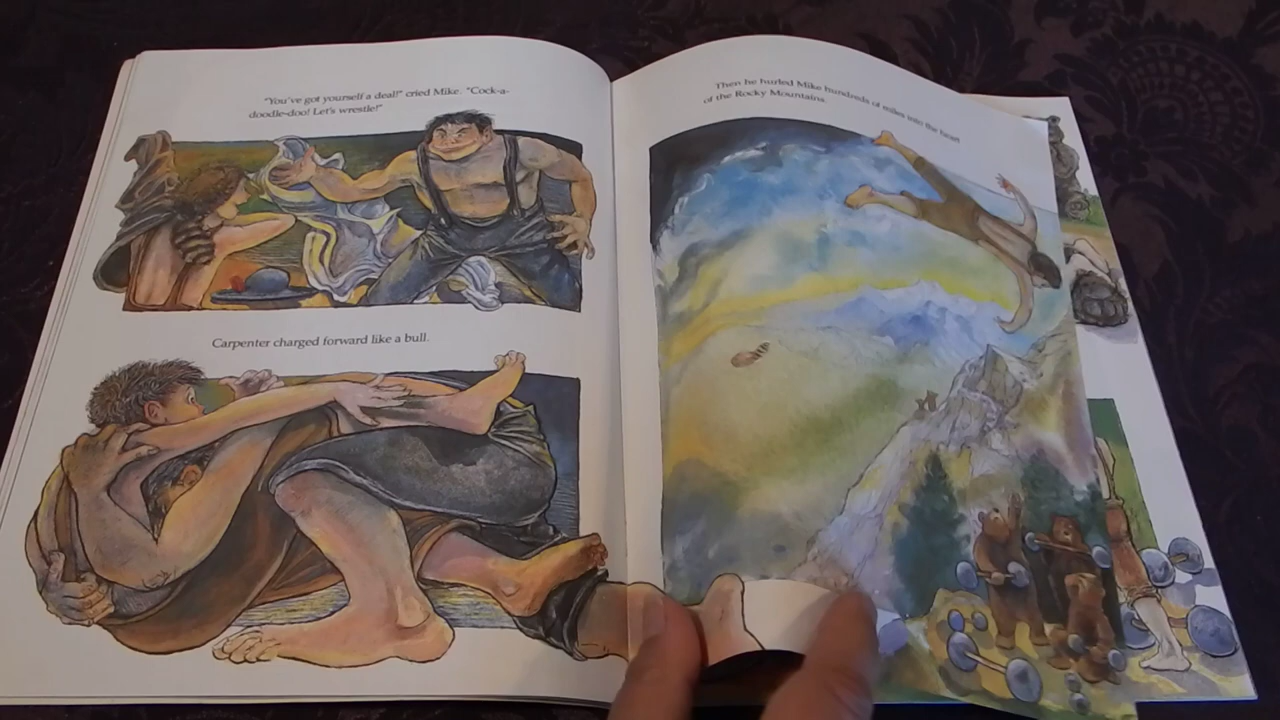 "You've got yourself a deal!" cried Mike. "Cock-a-
doodle-doo! Let's wrestle!"
Carpenter charged forward like a bull.
Then he hurled Mike hundreds of miles into the heart
of the Rocky Mountains.